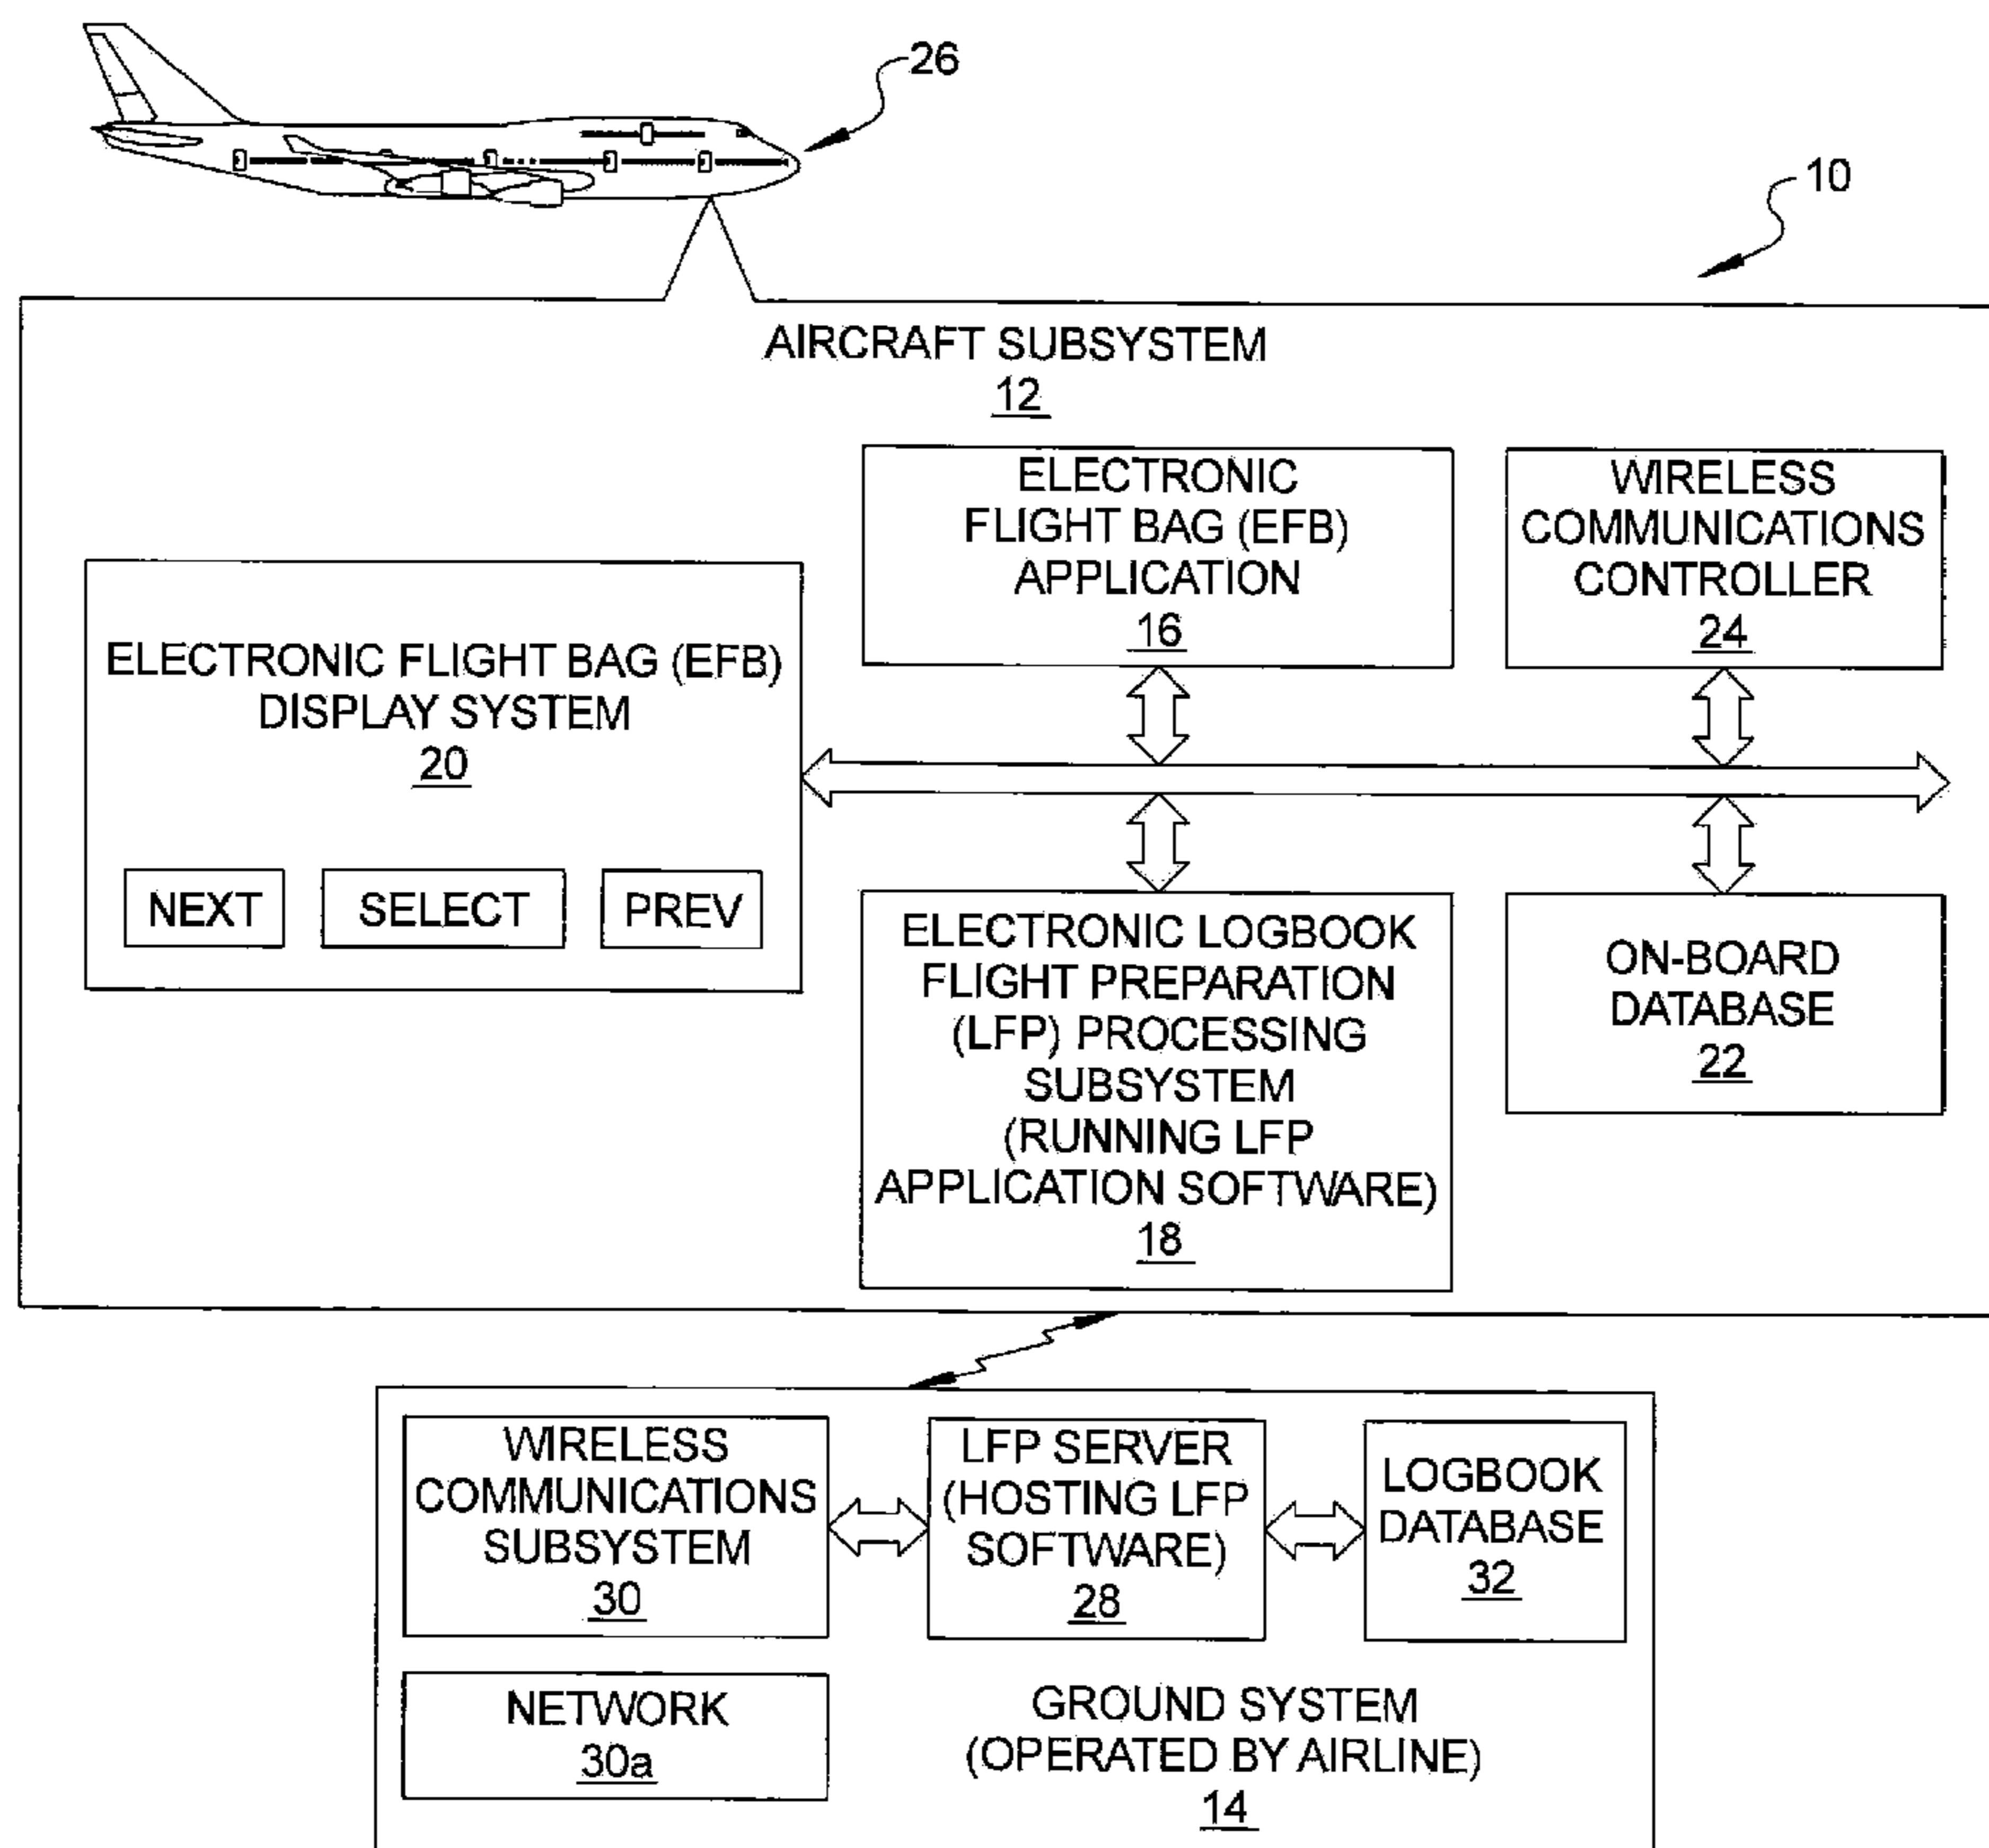 26
10
AIRCRAFT SUBSYSTEM
12
ELECTRONIC
FLIGHT BAG (EFB)
APPLICATION
16
WIRELESS
COMMUNICATIONS
CONTROLLER
24
ELECTRONIC FLIGHT BAG (EFB)
DISPLAY SYSTEM
20
NEXT
SELECT
PREV
ELECTRONIC LOGBOOK
FLIGHT PREPARATION
(LFP) PROCESSING
SUBSYSTEM
(RUNNING LFP
APPLICATION SOFTWARE)
18
ON-BOARD
DATABASE
22
WIRELESS
COMMUNICATIONS
SUBSYSTEM
30
LFP SERVER
(HOSTING LFP
SOFTWARE)
28
LOGBOOK
DATABASE
32
NETWORK
30a
GROUND SYSTEM
(OPERATED BY AIRLINE)
14